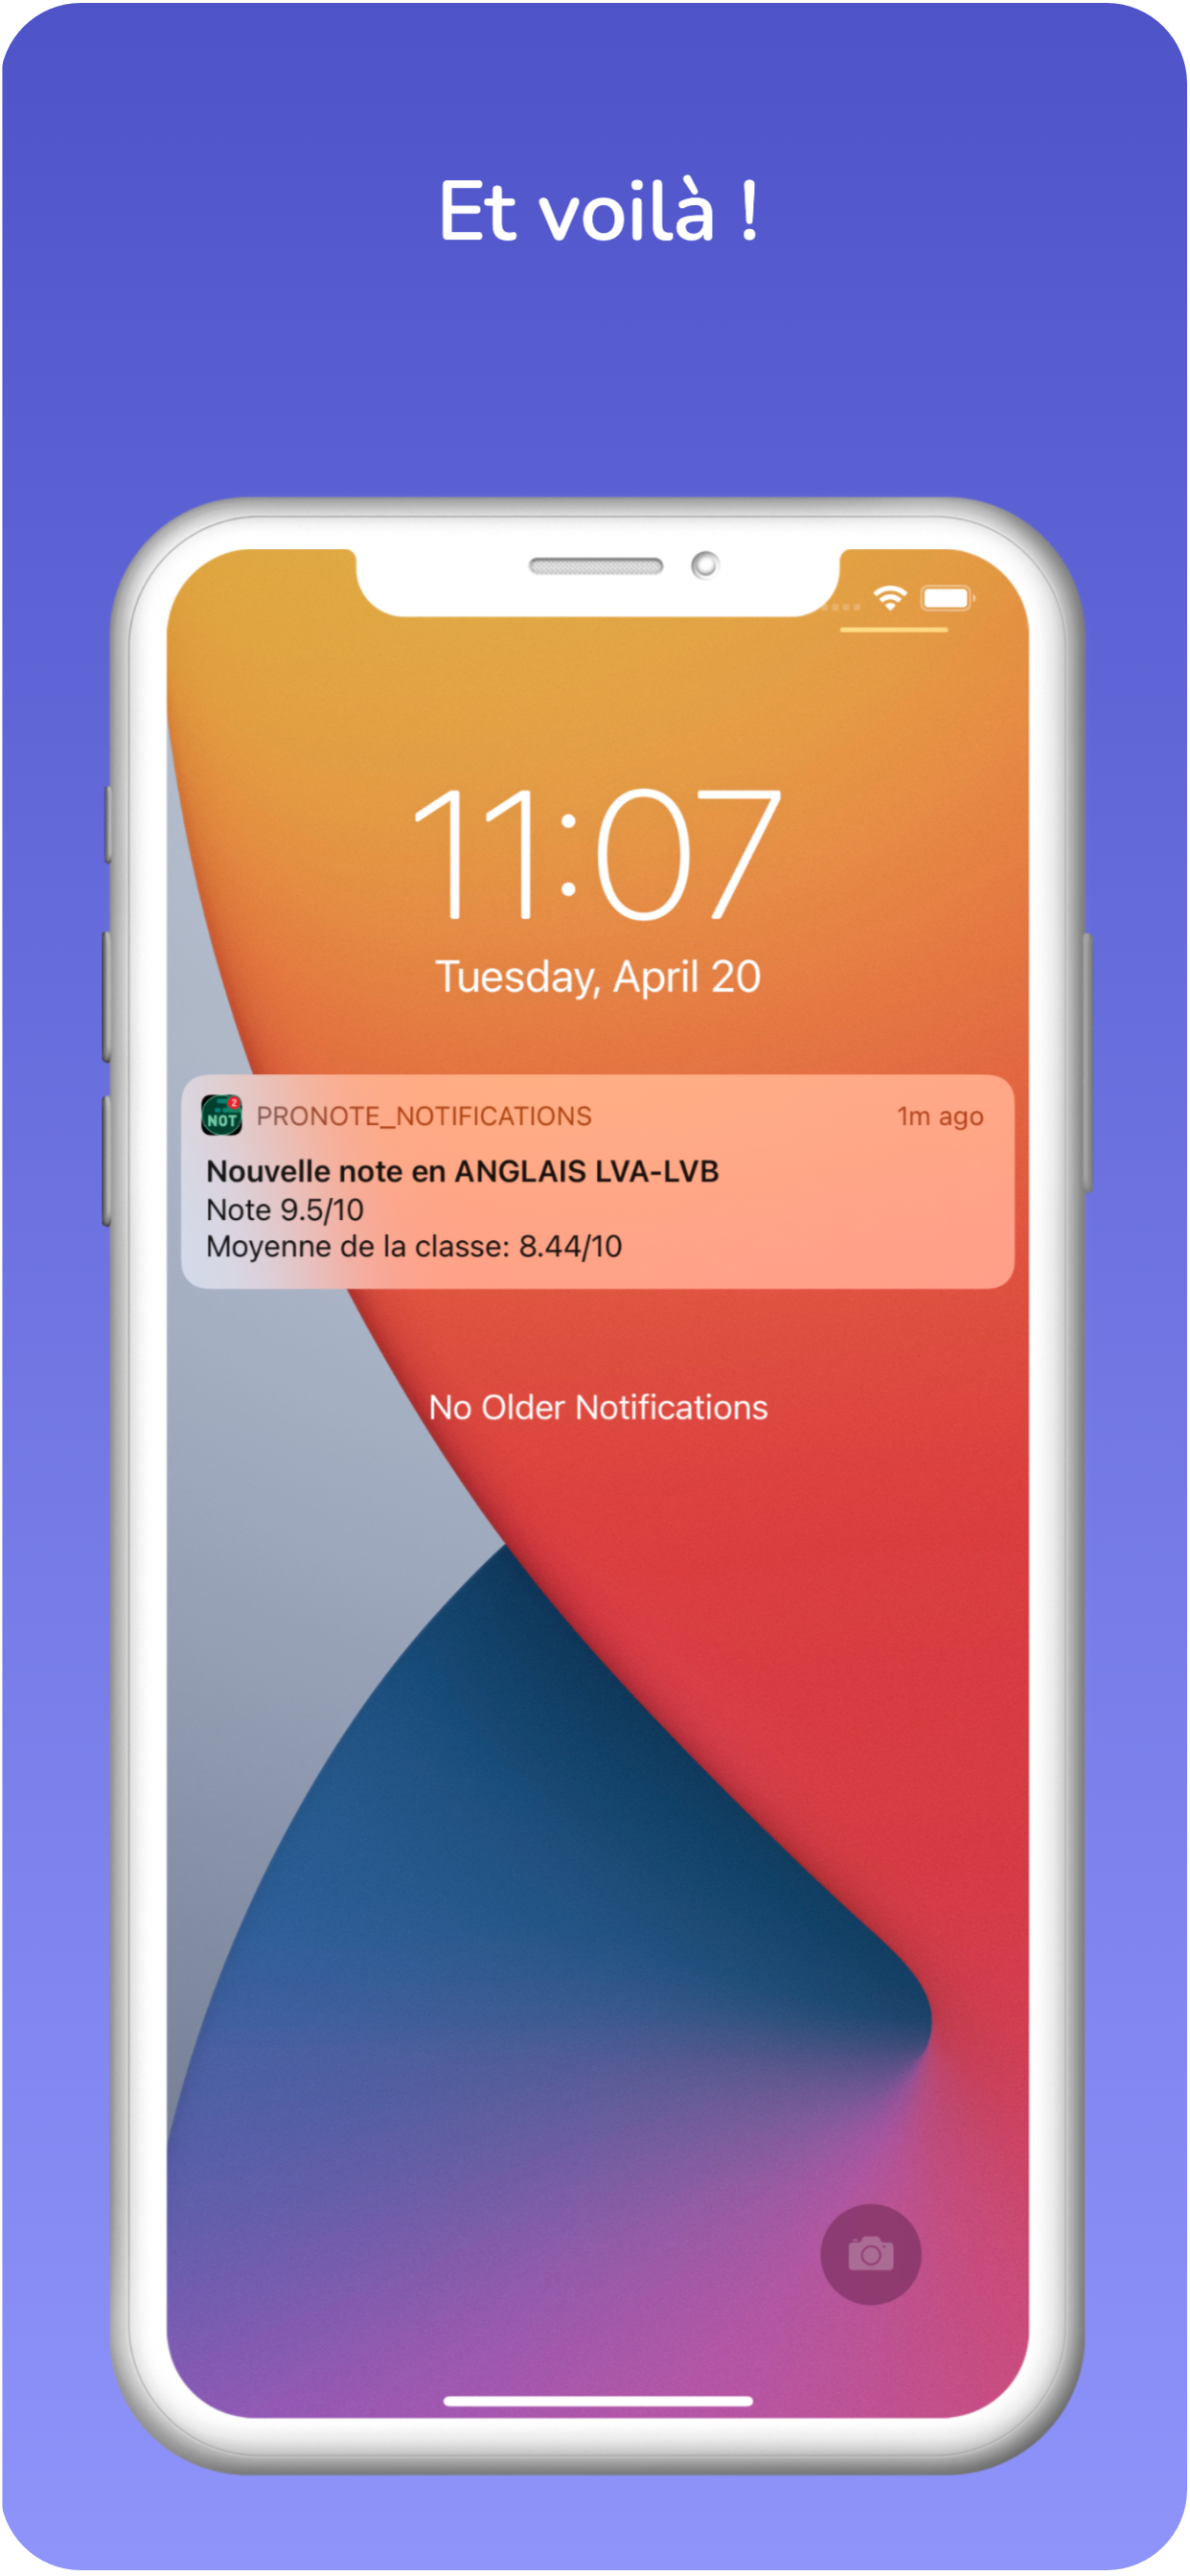 Et voilà !
11:07
Tuesday, April 20
NOT 2 PRONOTE_NOTIFICATIONS 1m ago
Nouvelle note en ANGLAIS LVA-LVB
Note 9.5/10
Moyenne de la classe: 8.44/10
No Older Notifications